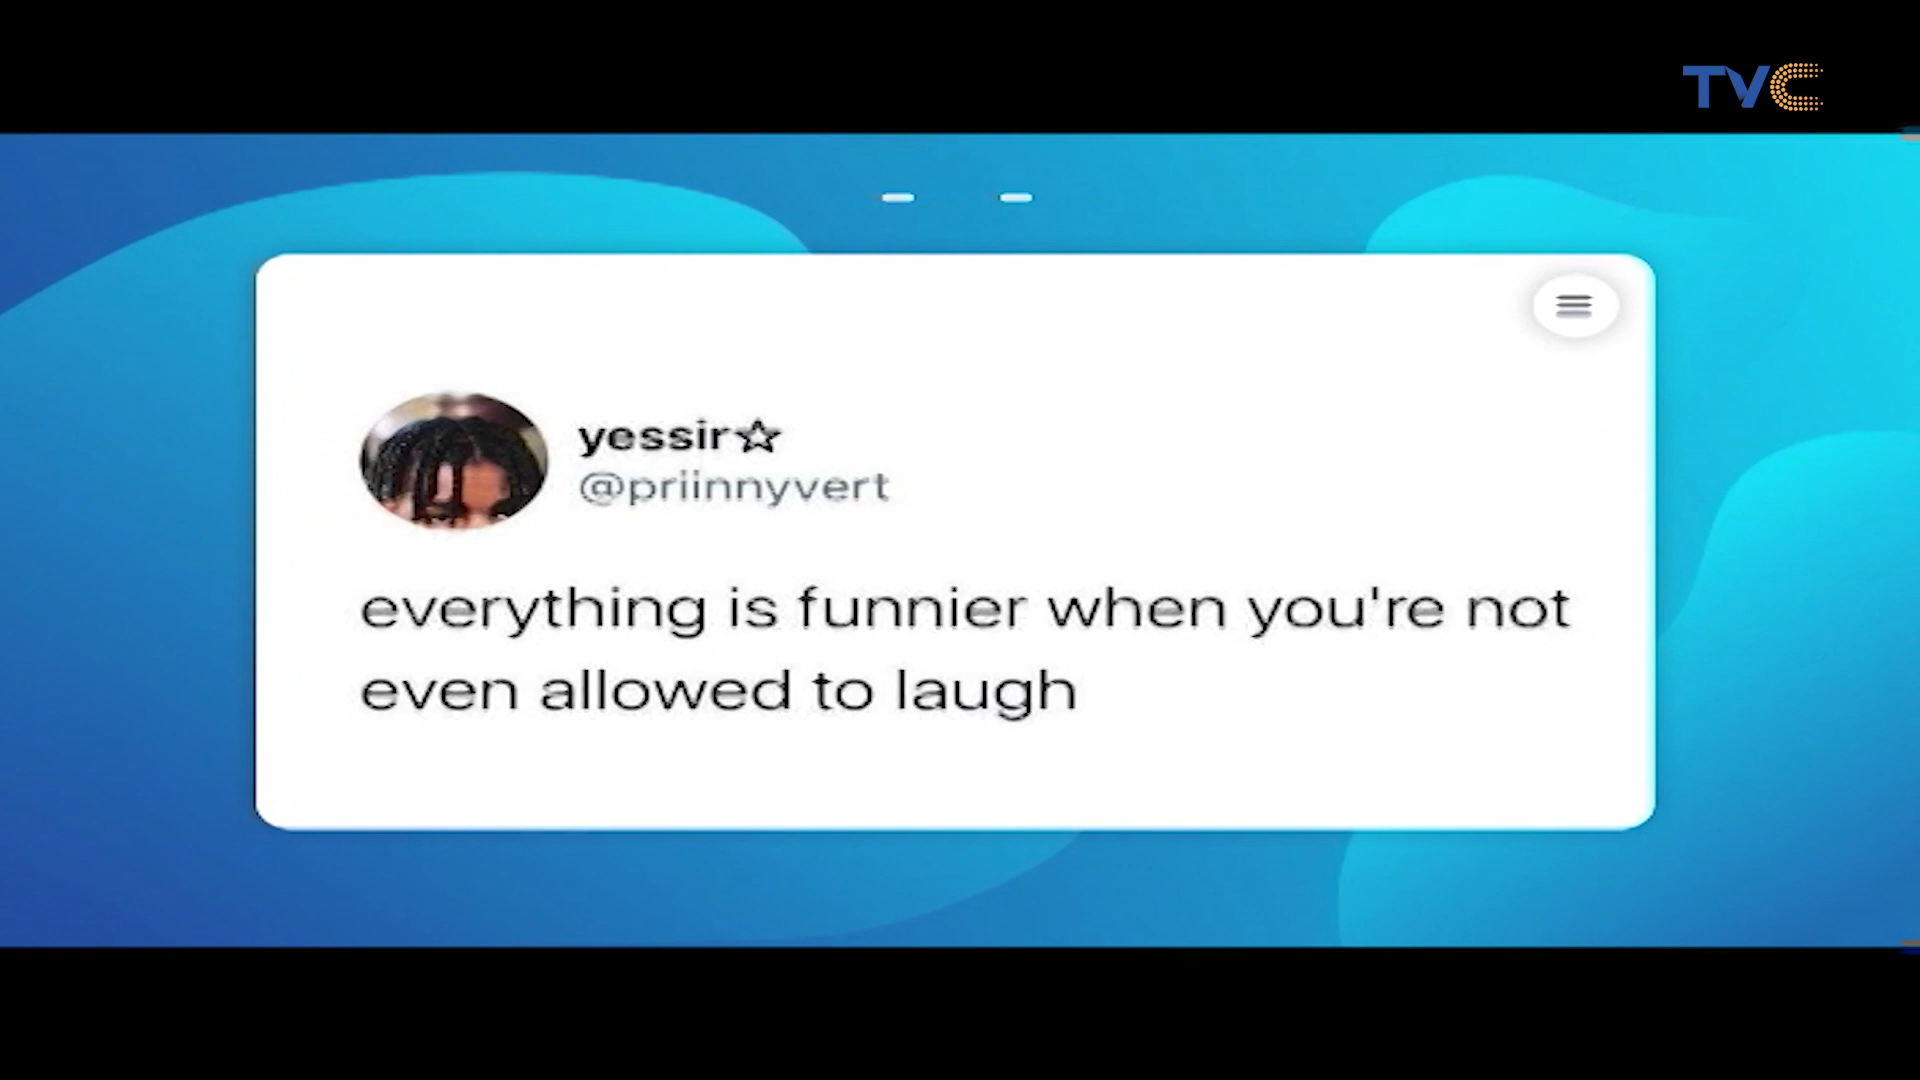 TVC
yessir☆
@priinnyvert
everything is funnier when you're not
even allowed to laugh